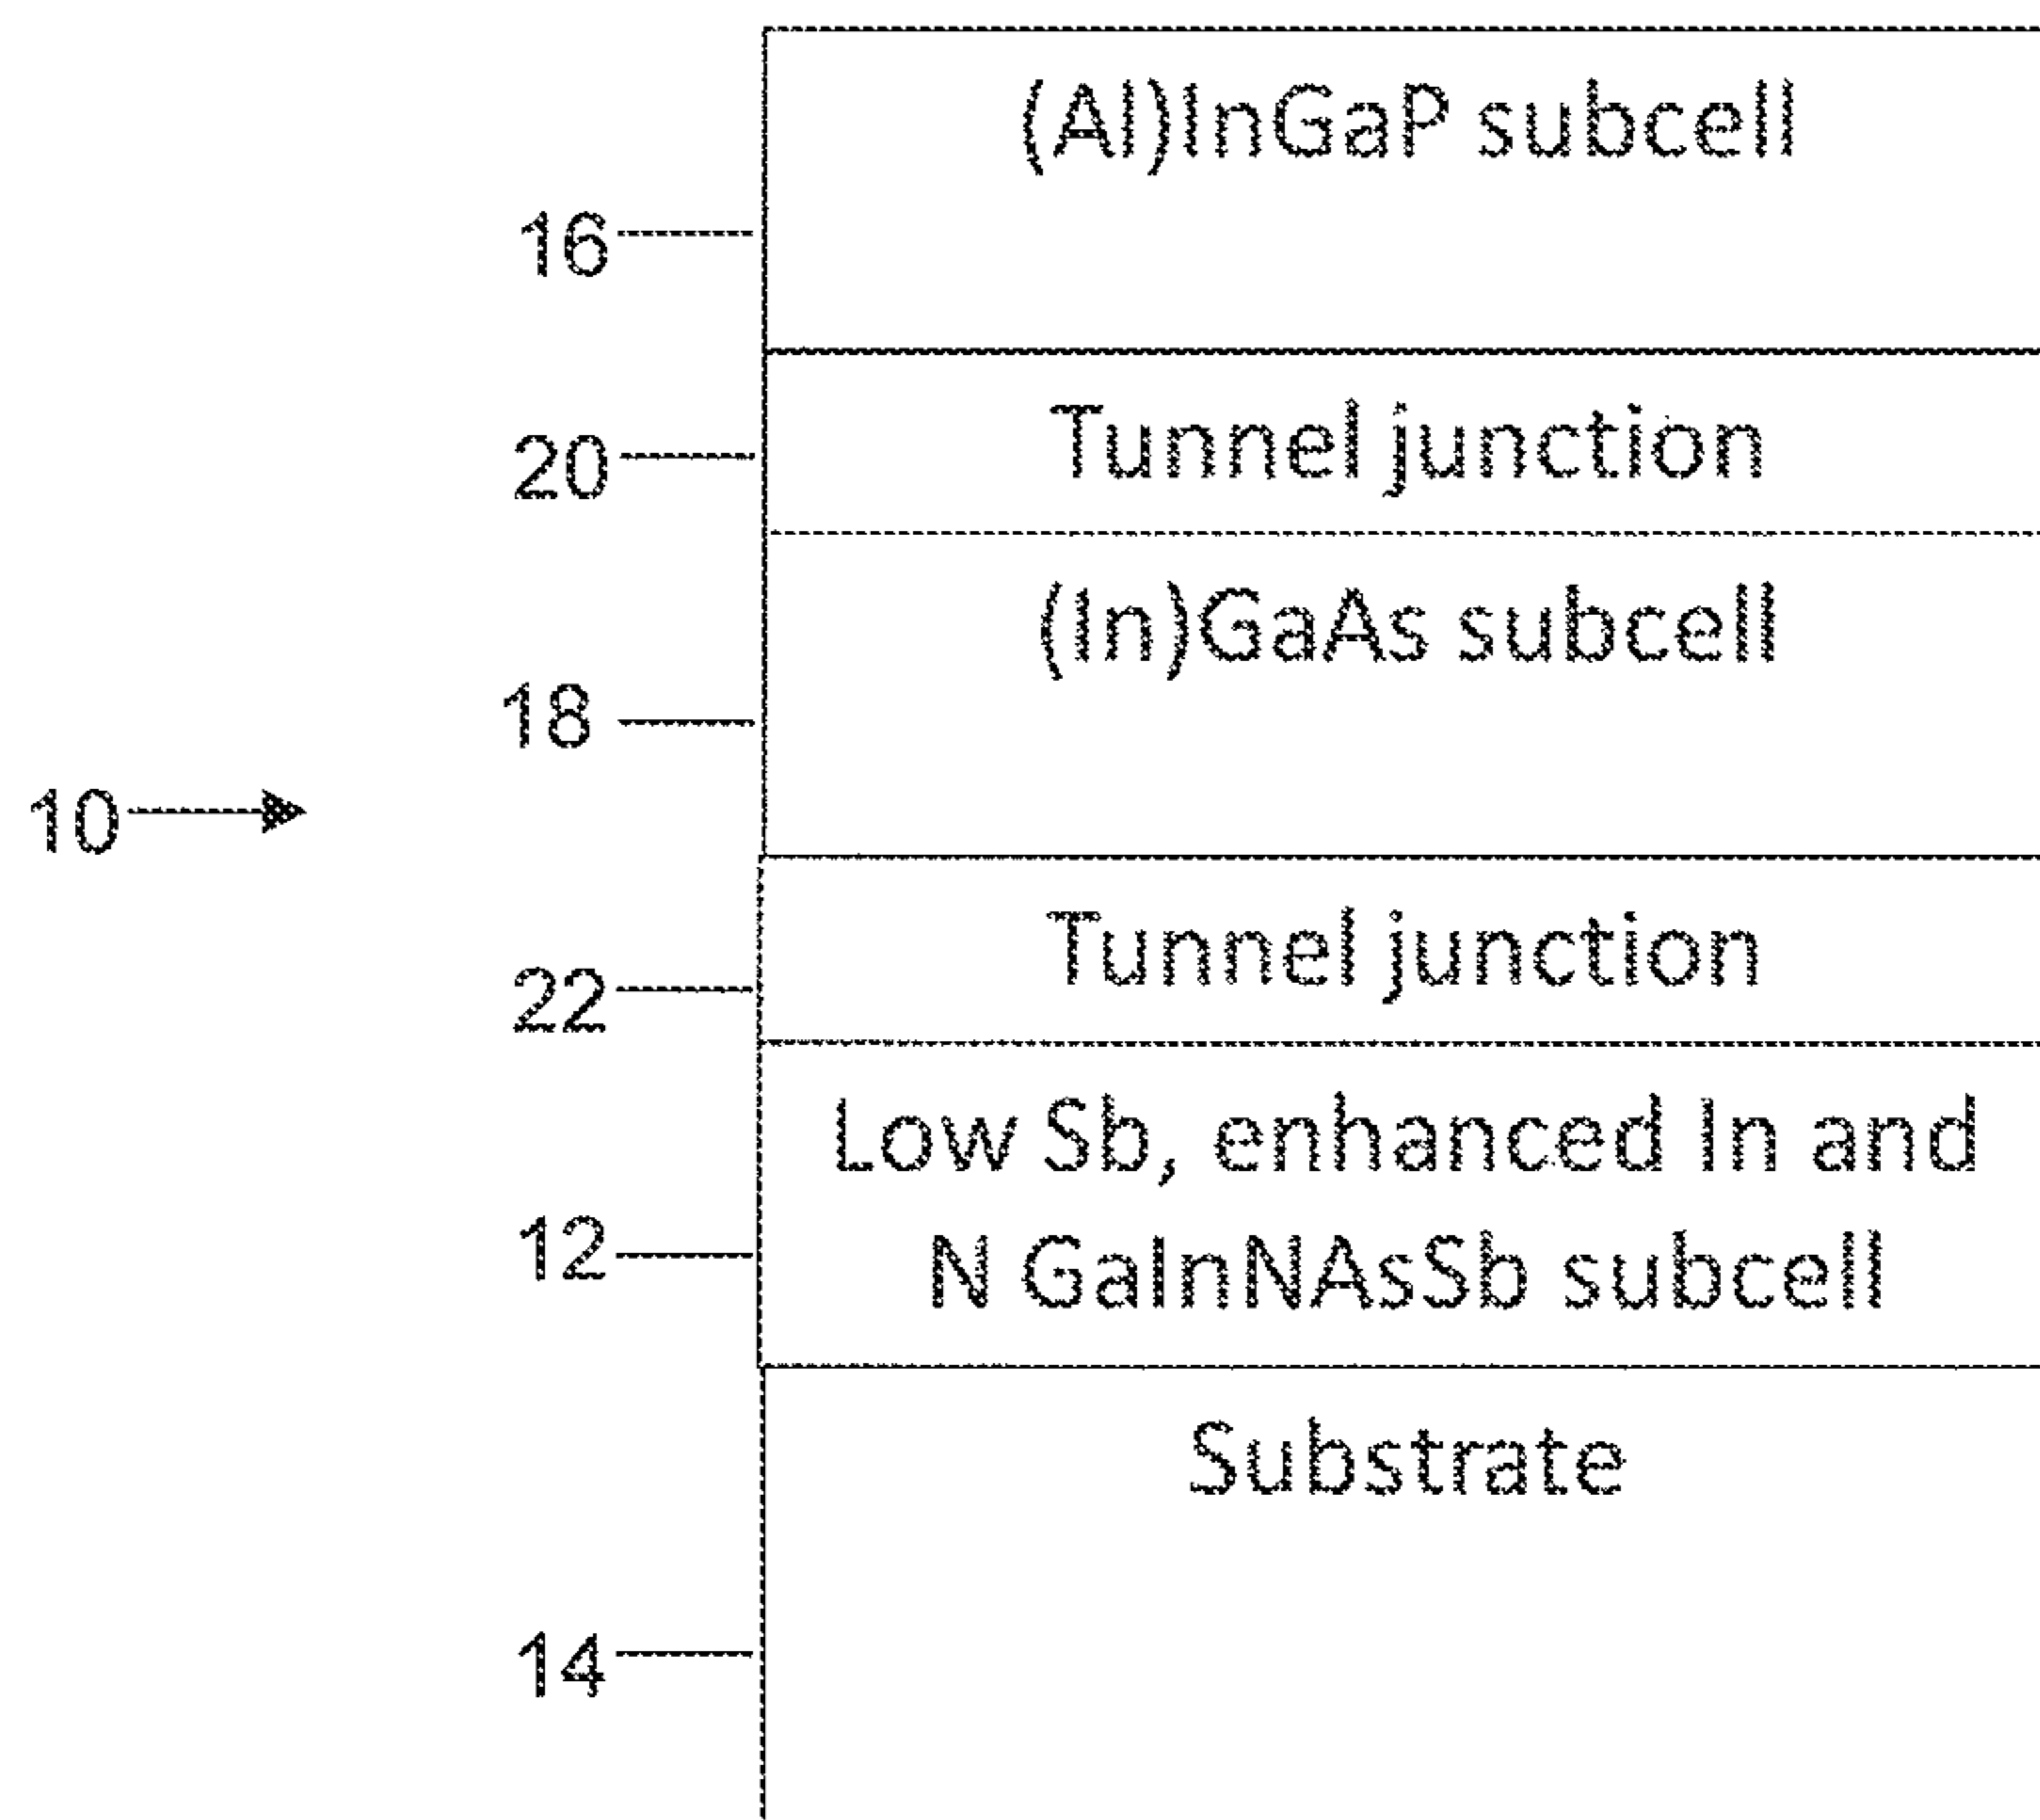 (Al)InGaP subcell
16
Tunnel junction
20
(In)GaAs subcell
18
10
Tunnel junction
22
Low Sb, enhanced In and
N GaInNAsSb subcell
12
Substrate
14